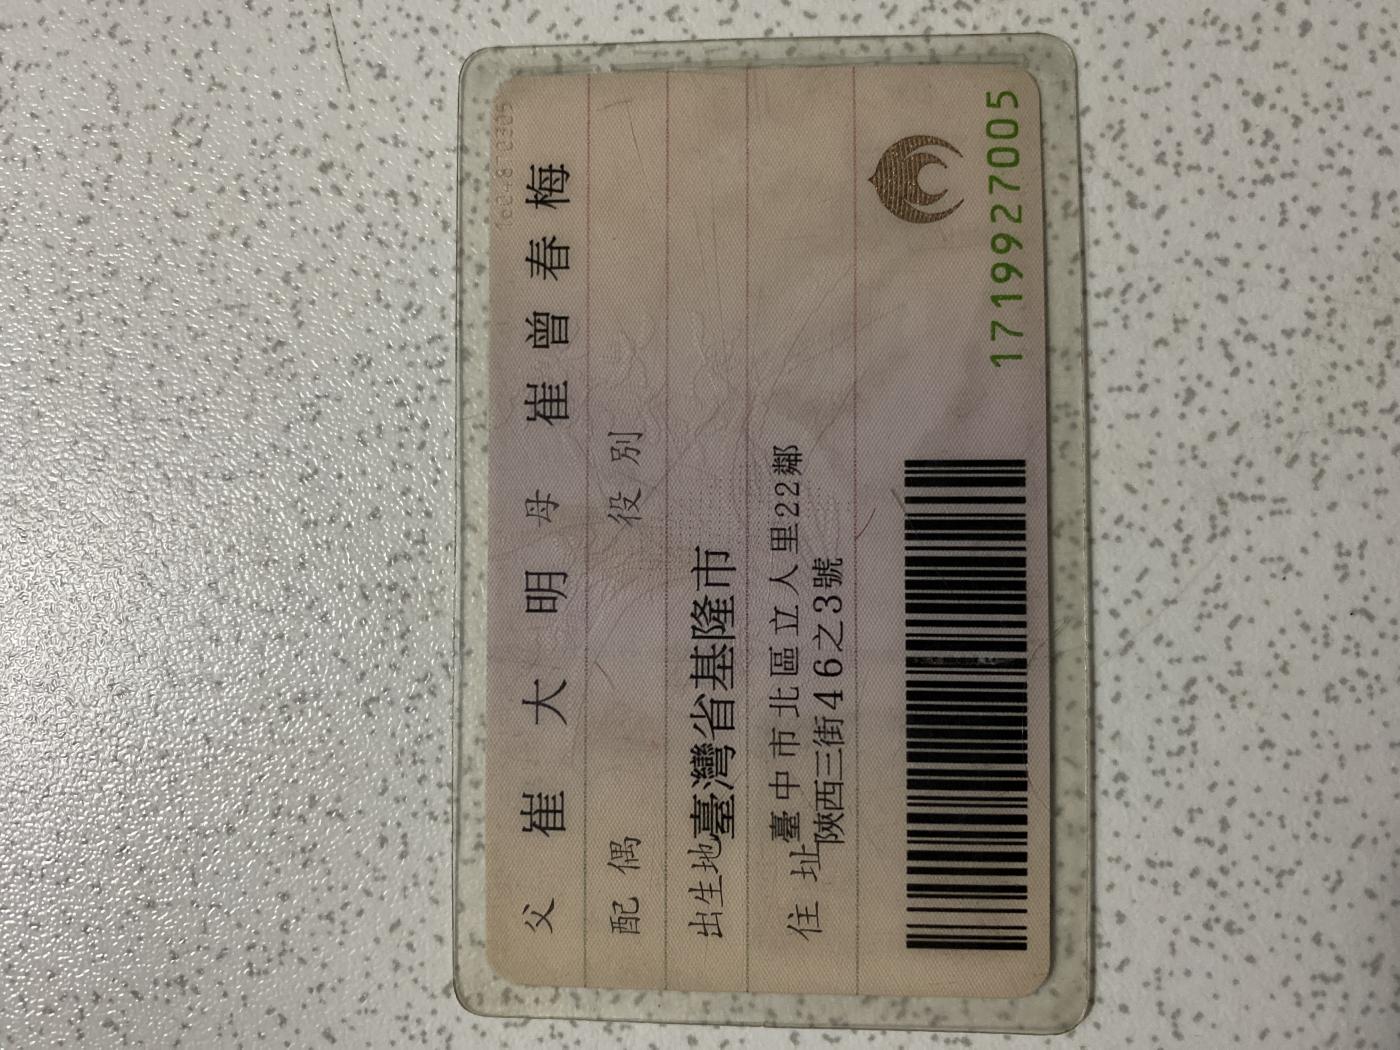 父 崔大明 母 崔曾春梅
配偶 役別
出生地 臺灣省基隆市
住址 臺中市北區立人里22鄰
陝西三街46之3號
1719927005